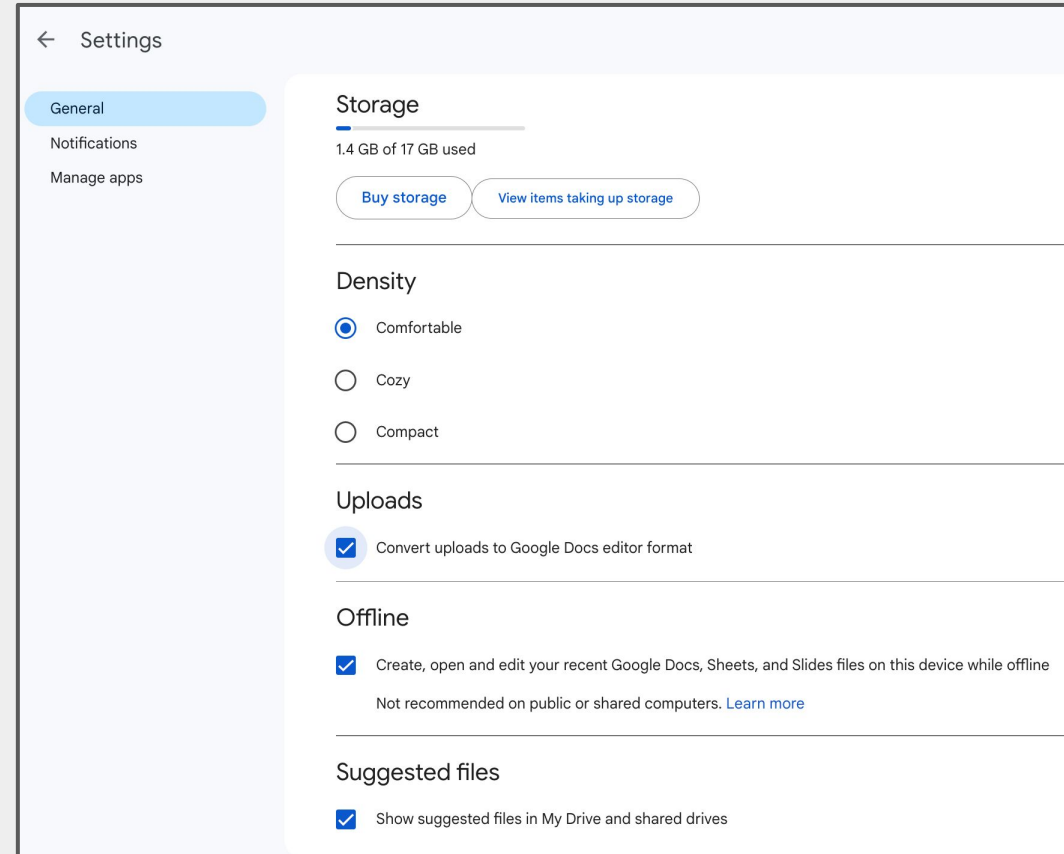 Settings
General
Notifications
Manage apps
Storage
1.4 GB of 17 GB used
Buy storage
View items taking up storage
Density
Comfortable
Cozy
Compact
Uploads
Convert uploads to Google Docs editor format
Offline
Create, open and edit your recent Google Docs, Sheets, and Slides files on this device while offline
Not recommended on public or shared computers. Learn more
Suggested files
Show suggested files in My Drive and shared drives